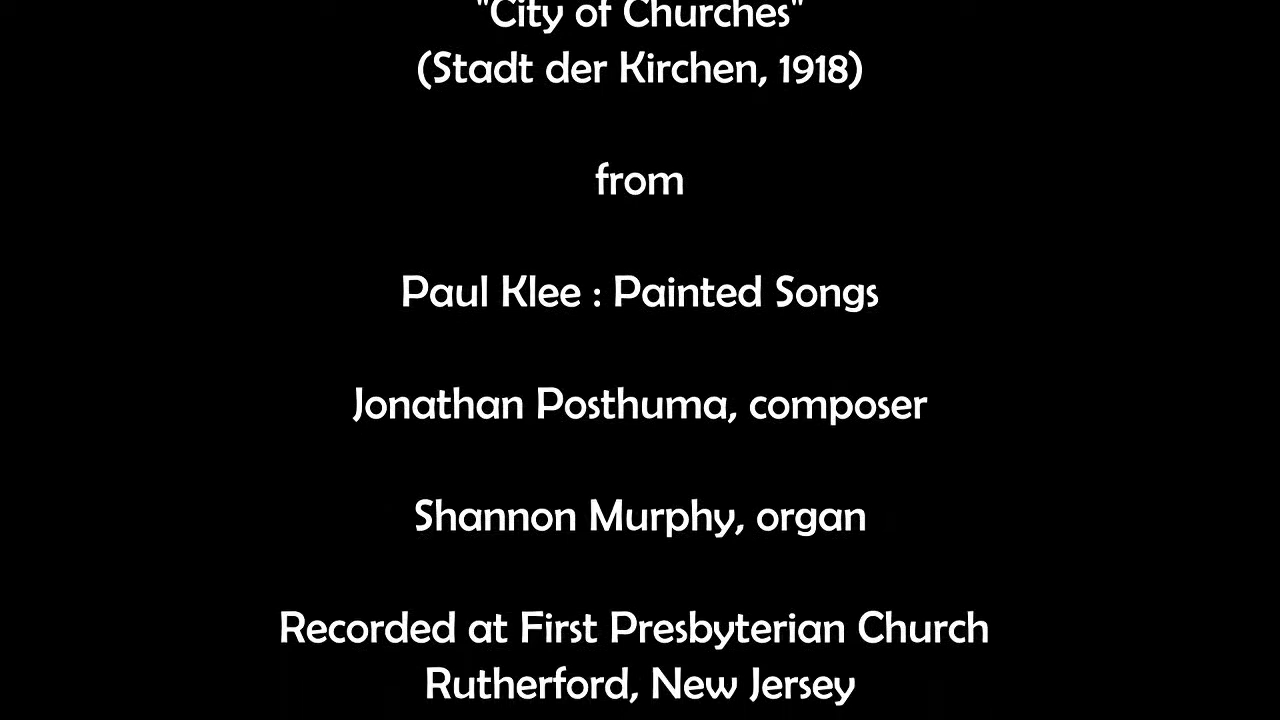 "City of Churches"
(Stadt der Kirchen, 1918)
from
Paul Klee : Painted Songs
Jonathan Posthuma, composer
Shannon Murphy, organ
Recorded at First Presbyterian Church
Rutherford, New Jersey